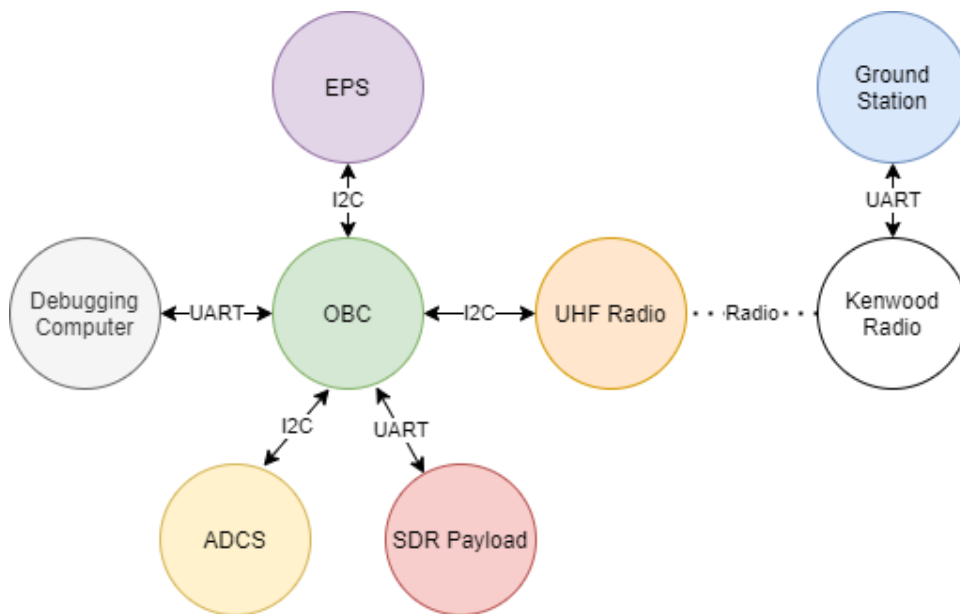 EPS
Ground
Station
I2C
UART
Debugging
Computer
UART
OBC
I2C
UHF Radio
Radio
Kenwood
Radio
I2C
UART
ADCS
SDR Payload